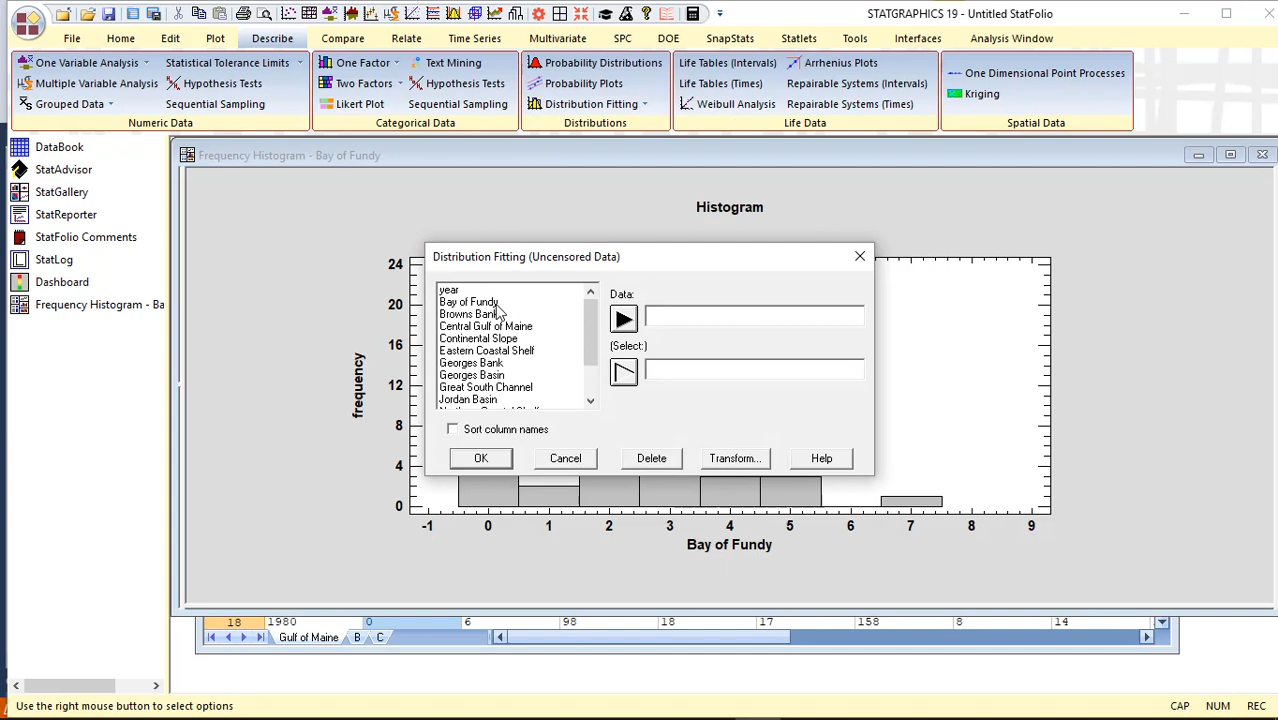 STATGRAPHICS 19 - Untitled StatFolio
File Home Edit Plot Describe Compare Relate Time Series Forecast Multivariate SPC DOE SnapStats Statlets Tools Interfaces Analysis Window
One Variable Analysis Statistical Tolerance Limits One Factor Text Mining Probability Distributions Life Tables (Intervals) Arrhenius Plots One Dimensional Point Processes
Multiple Variable Analysis Hypothesis Tests Two Factors Hypothesis Tests Probability Plots Life Tables (Times) Repairable Systems (Intervals) Kriging
Grouped Data Sequential Sampling Likert Plot Sequential Sampling Distribution Fitting Weibull Analysis Repairable Systems (Times)
Numeric Data Categorical Data Distributions Life Data Spatial Data
DataBook
StatAdvisor
StatGallery
StatReporter
StatFolio Comments
StatLog
Dashboard
Frequency Histogram - Ba
Frequency Histogram - Bay of Fundy
Histogram
frequency
24
20
16
12
8
4
0
-1 0 1 2 3 4 5 6 7 8 9
Bay of Fundy
Distribution Fitting (Uncensored Data)
year
Bay of Fundy
Browns Bank
Central Gulf of Maine
Continental Slope
Eastern Coastal Shelf
Georges Bank
Georges Basin
Great South Channel
Jordan Basin
Data:
(Select:)
Sort column names
OK Cancel Delete Transform... Help
18 1980 0 6 98 18 17 158 8 14
Gulf of Maine B C
Use the right mouse button to select options
CAP NUM REC